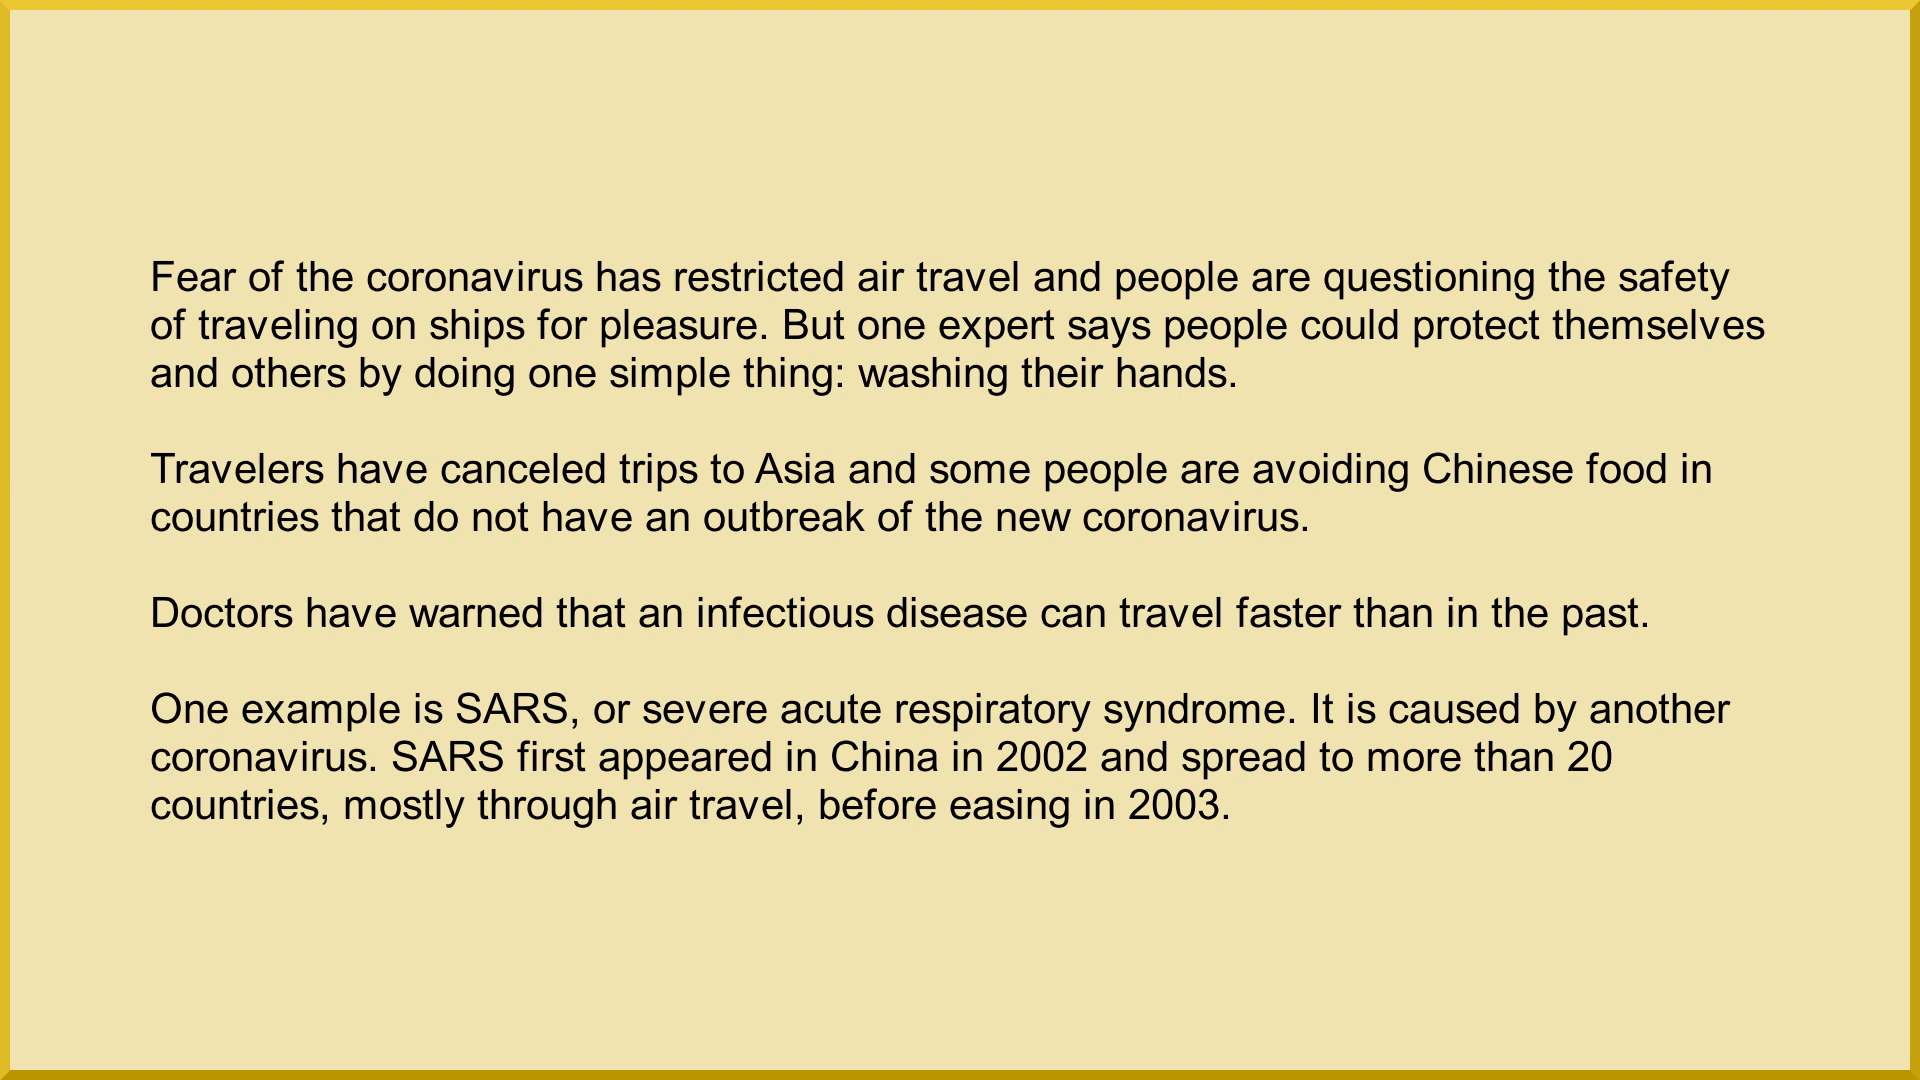 Fear of the coronavirus has restricted air travel and people are questioning the safety
of traveling on ships for pleasure. But one expert says people could protect themselves
and others by doing one simple thing: washing their hands.
Travelers have canceled trips to Asia and some people are avoiding Chinese food in
countries that do not have an outbreak of the new coronavirus.
Doctors have warned that an infectious disease can travel faster than in the past.
One example is SARS, or severe acute respiratory syndrome. It is caused by another
coronavirus. SARS first appeared in China in 2002 and spread to more than 20
countries, mostly through air travel, before easing in 2003.